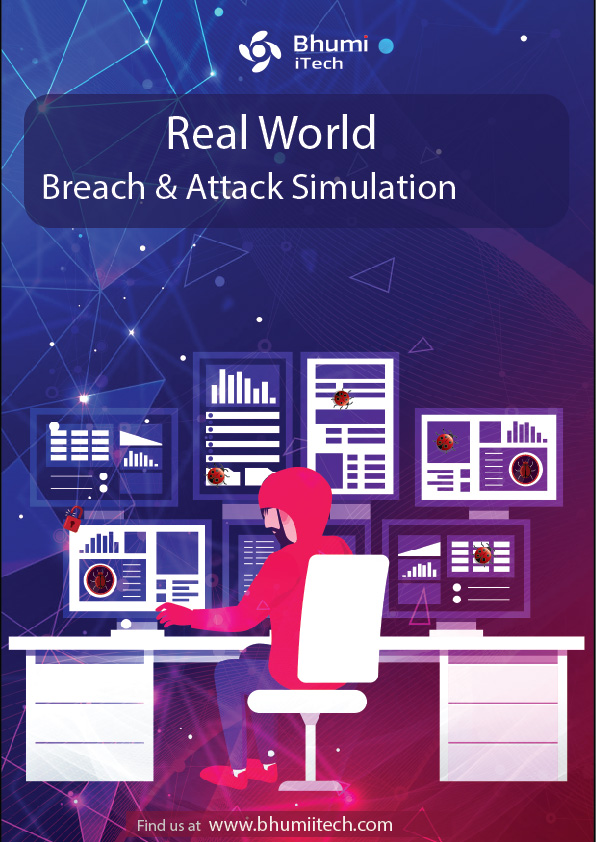 Bhumi
iTech
Real World
Breach & Attack Simulation
Find us at www.bhumiitech.com